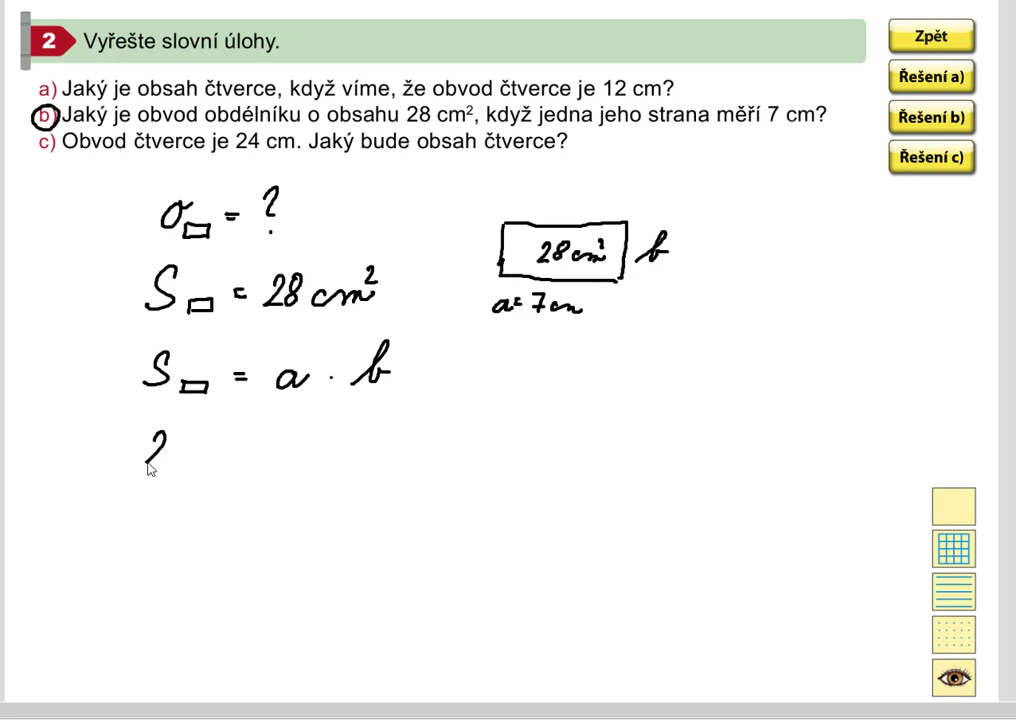 2 Vyřešte slovní úlohy.
Zpět
Řešení a)
Řešení b)
Řešení c)
a) Jaký je obsah čtverce, když víme, že obvod čtverce je 12 cm?
b) Jaký je obvod obdélníku o obsahu 28 cm², když jedna jeho strana měří 7 cm?
c) Obvod čtverce je 24 cm. Jaký bude obsah čtverce?
o▭ = ?
28 cm² b
a = 7 cm
S▭ = 28 cm²
S▭ = a · b
2